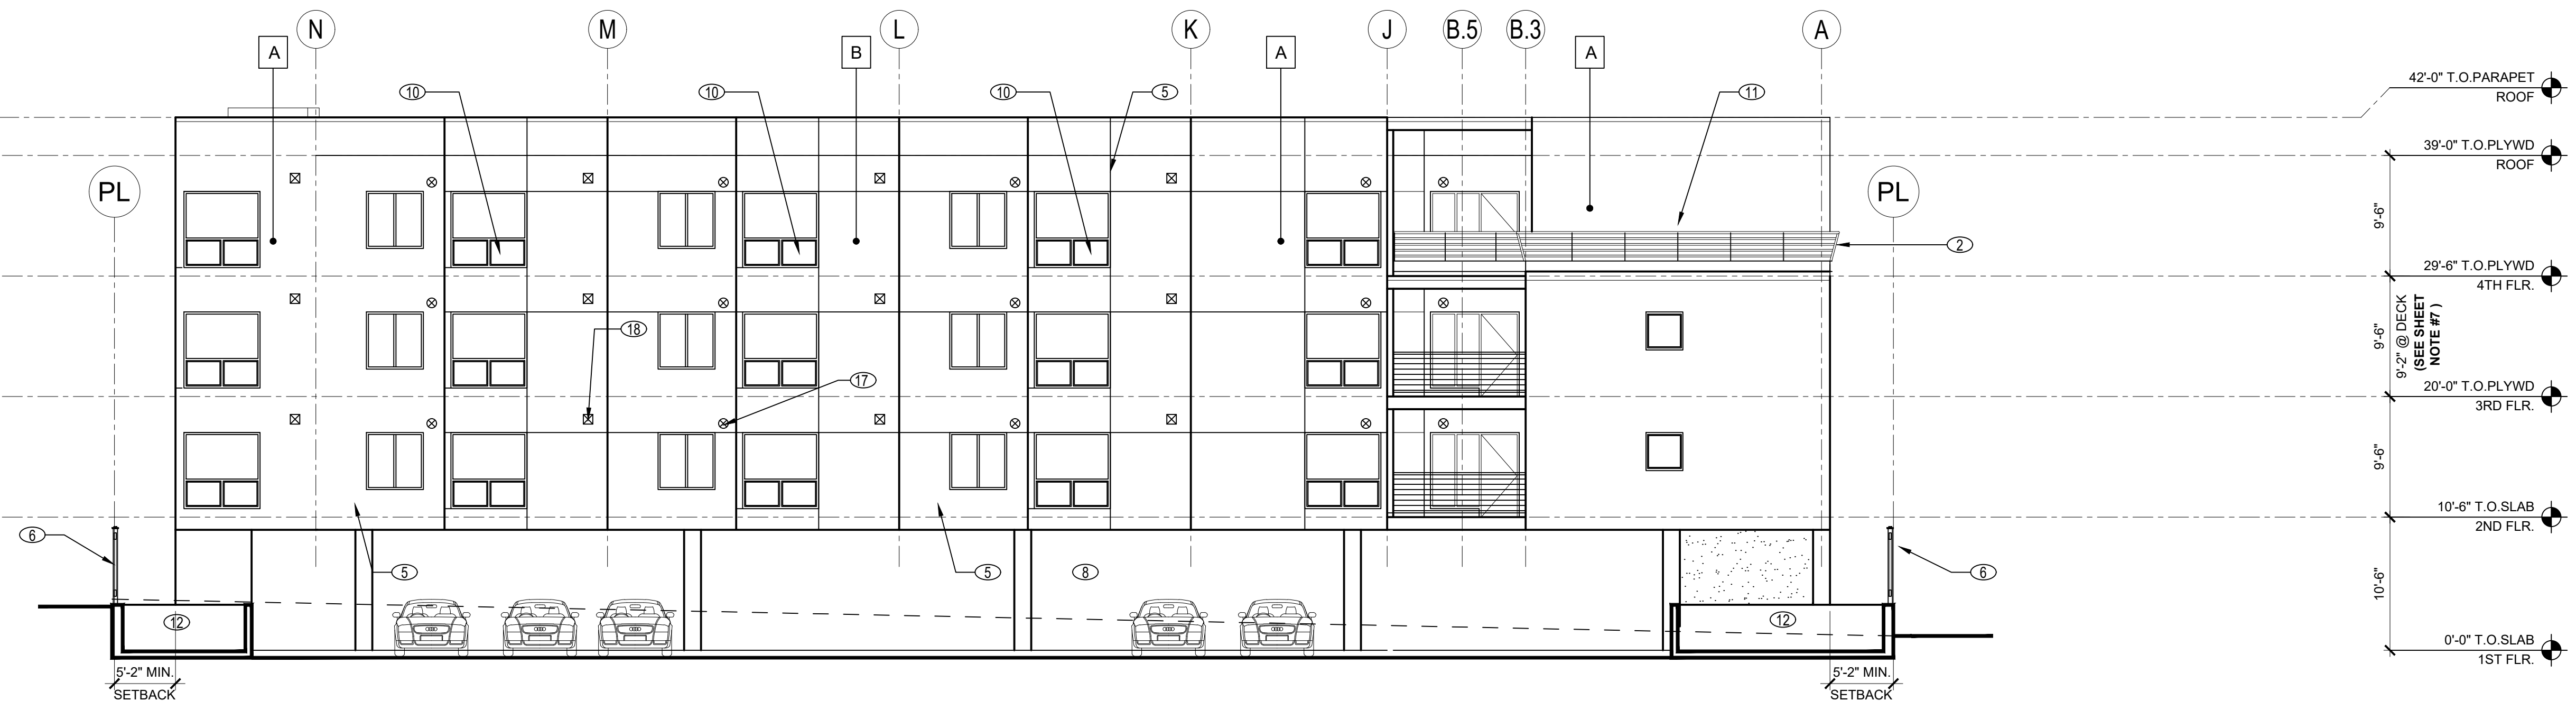 N
M
L
K
J
B.5
B.3
A
A
B
A
A
10
10
10
5
11
42'-0" T.O.PARAPET
ROOF
39'-0" T.O.PLYWD
ROOF
PL
PL
9'-6"
2
29'-6" T.O.PLYWD
4TH FLR.
18
9'-6"
9'-2" @ DECK
(SEE SHEET
NOTE #7 )
17
20'-0" T.O.PLYWD
3RD FLR.
9'-6"
10'-6" T.O.SLAB
2ND FLR.
6
5
5
8
6
10'-6"
12
12
0'-0" T.O.SLAB
1ST FLR.
5'-2" MIN.
SETBACK
5'-2" MIN.
SETBACK